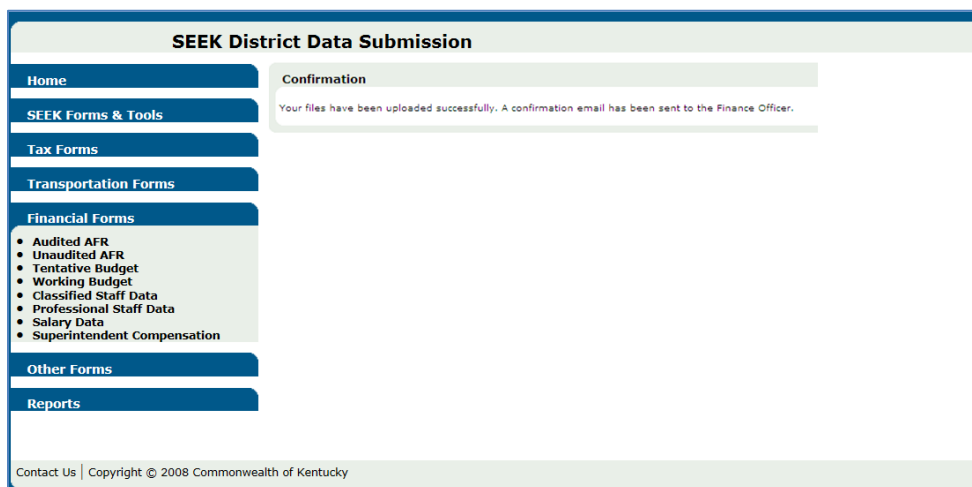 SEEK District Data Submission
Home
SEEK Forms & Tools
Tax Forms
Transportation Forms
Financial Forms
• Audited AFR
• Unaudited AFR
• Tentative Budget
• Working Budget
• Classified Staff Data
• Professional Staff Data
• Salary Data
• Superintendent Compensation
Other Forms
Reports
Confirmation
Your files have been uploaded successfully. A confirmation email has been sent to the Finance Officer.
Contact Us | Copyright © 2008 Commonwealth of Kentucky